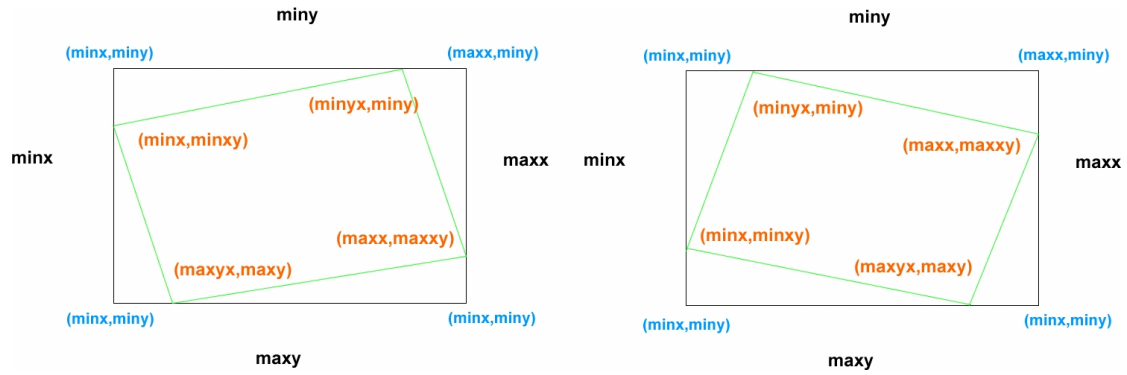 miny
(minx,miny)
(maxx,miny)
(minyx,miny)
(minx,minxy)
minx
maxx
(maxx,maxxy)
(maxyx,maxy)
(minx,miny)
(minx,miny)
maxy
miny
(minx,miny)
(maxx,miny)
(minyx,miny)
(maxx,maxxy)
minx
maxx
(minx,minxy)
(maxyx,maxy)
(minx,miny)
(minx,miny)
maxy